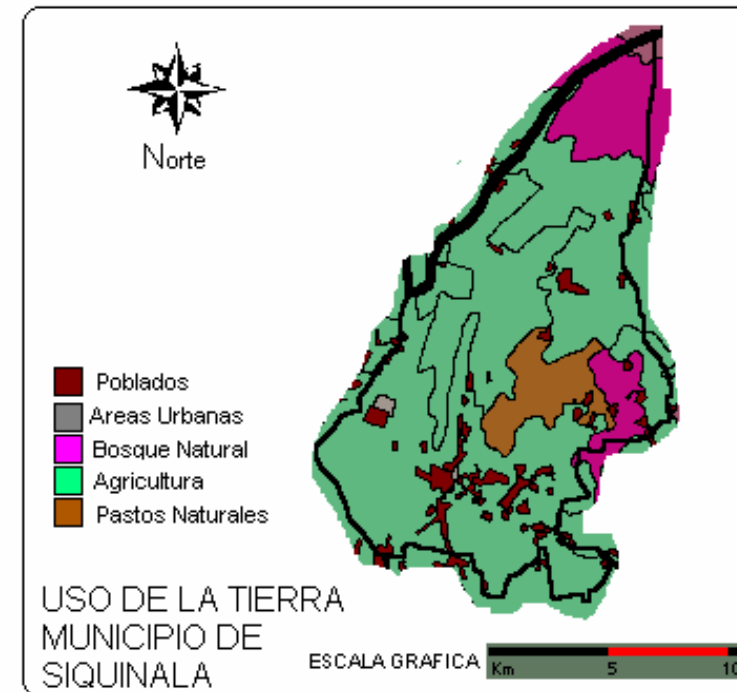 Norte
Poblados
Areas Urbanas
Bosque Natural
Agricultura
Pastos Naturales
USO DE LA TIERRA
MUNICIPIO DE
SIQUINALA
ESCALA GRAFICA
Km 5 10